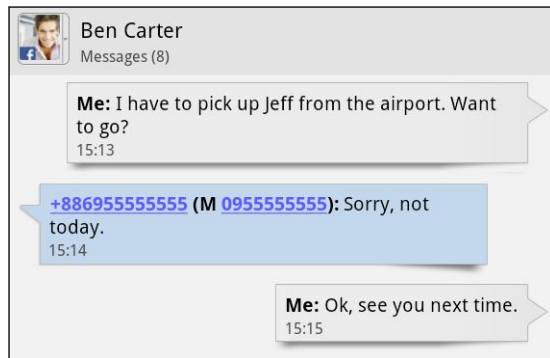 Ben Carter
Messages (8)
Me: I have to pick up Jeff from the airport. Want
to go?
15:13
+886955555555 (M 0955555555): Sorry, not
today.
15:14
Me: Ok, see you next time.
15:15